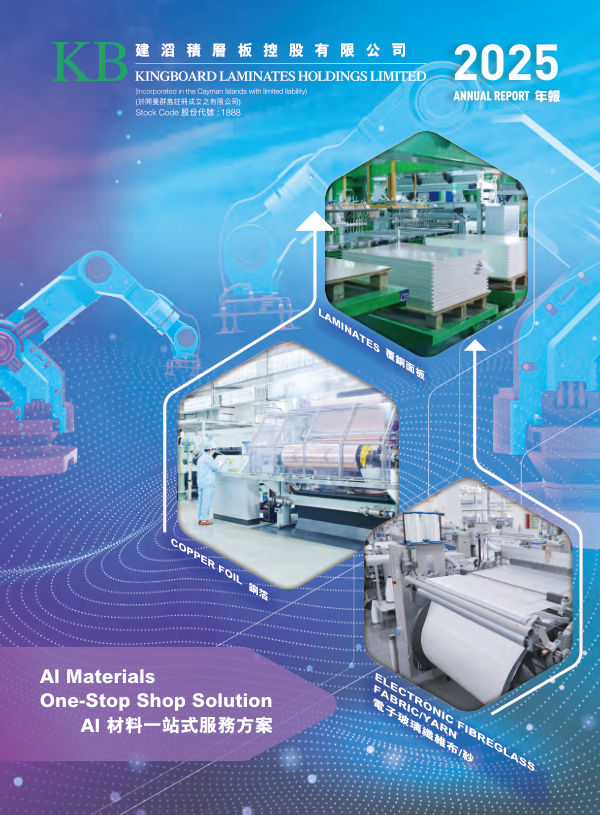 KB
建滔積層板控股有限公司
KINGBOARD LAMINATES HOLDINGS LIMITED
(Incorporated in the Cayman Islands with limited liability)
(於開曼群島註冊成立之有限公司)
Stock Code 股份代號 : 1888
2025
ANNUAL REPORT 年報
LAMINATES 覆銅面板
COPPER FOIL 銅箔
ELECTRONIC FIBREGLASS
FABRIC/YARN
電子玻璃纖維布/紗
AI Materials
One-Stop Shop Solution
AI 材料一站式服務方案